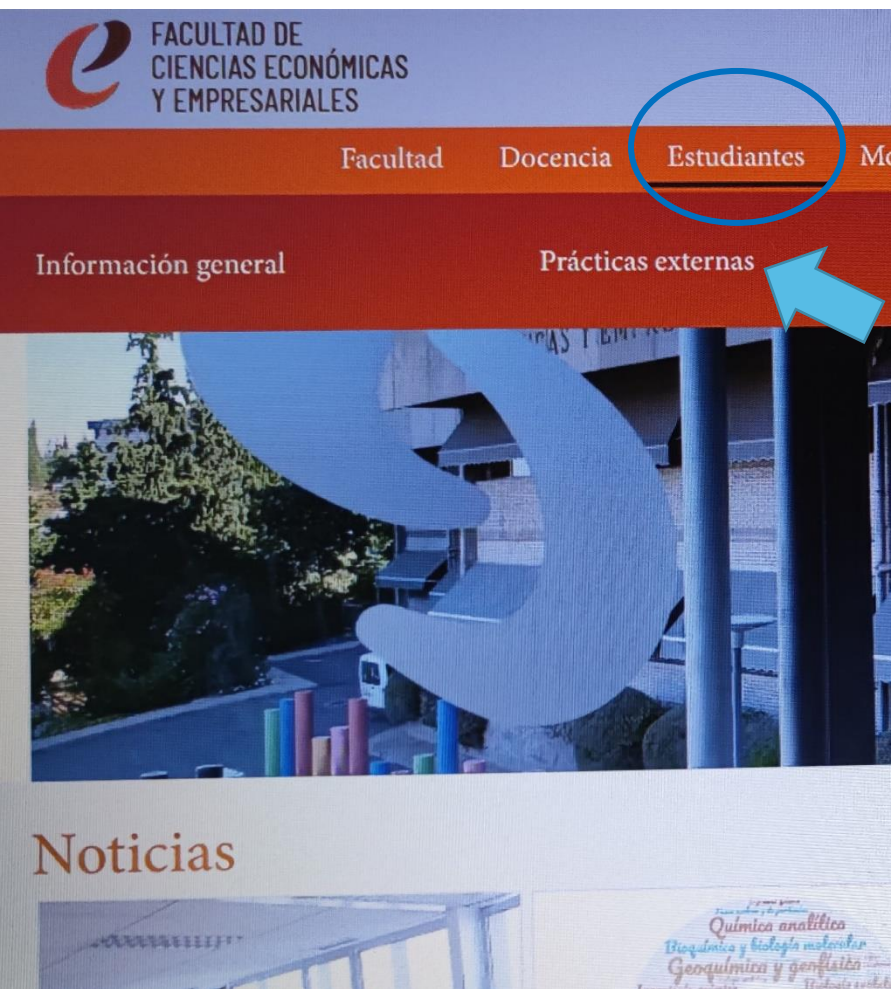 FACULTAD DE
CIENCIAS ECONÓMICAS
Y EMPRESARIALES
Facultad Docencia Estudiantes Mo
Información general Prácticas externas
Noticias
Química analítica
Bioquímica y biología molecular
Geoquímica y geofísica